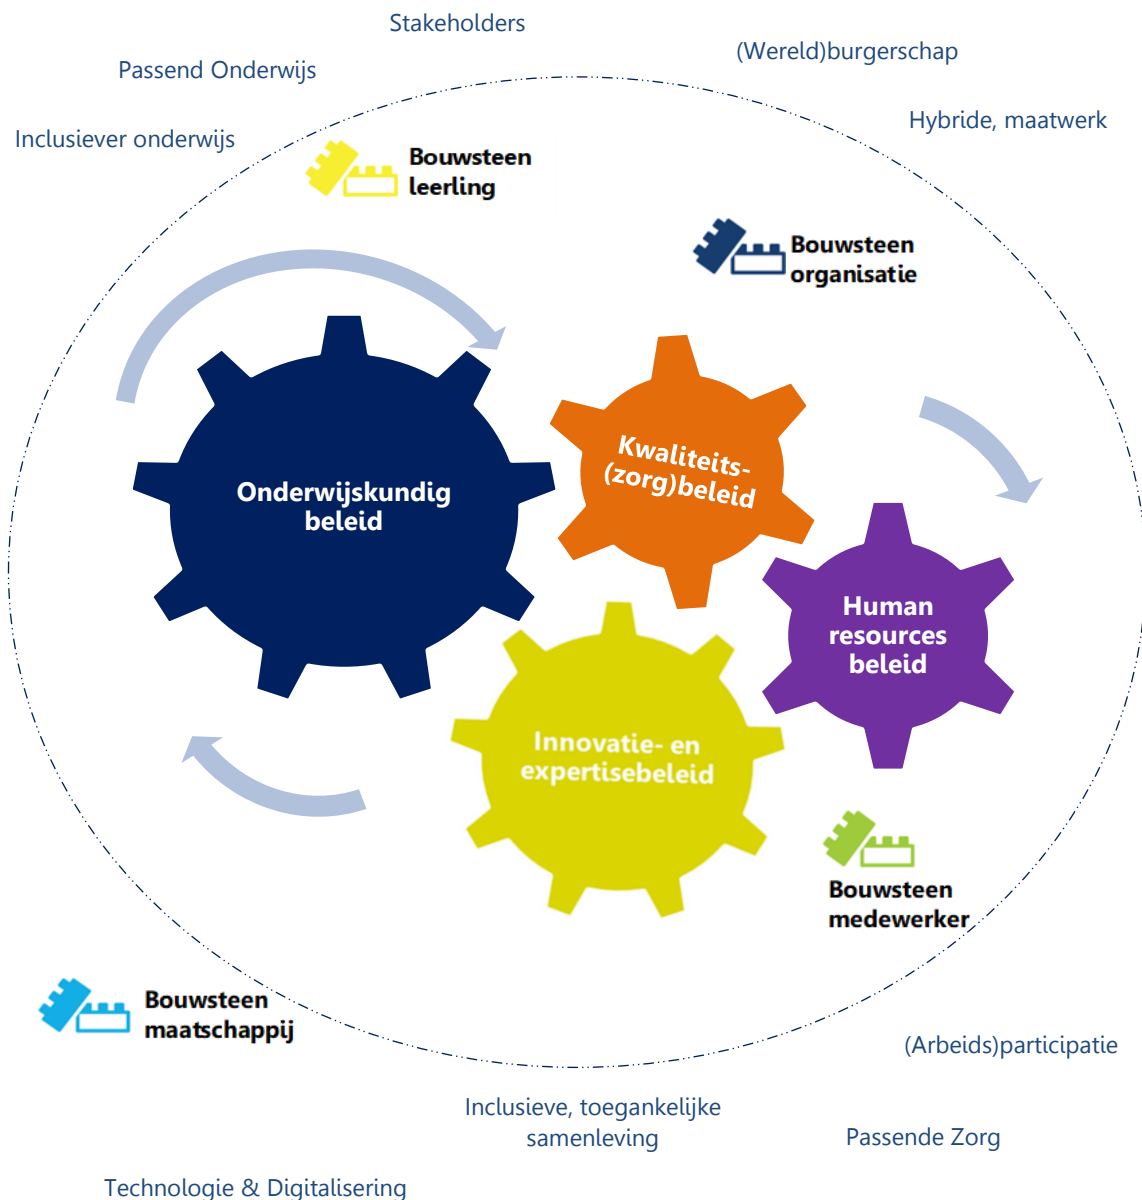 Stakeholders
(Wereld)burgerschap
Passend Onderwijs
Hybride, maatwerk
Inclusiever onderwijs
Bouwsteen
leerling
Bouwsteen
organisatie
Kwaliteits-
(zorg)beleid
Onderwijskundig
beleid
Human
resources
beleid
Innovatie- en
expertisebeleid
Bouwsteen
medewerker
Bouwsteen
maatschappij
(Arbeids)participatie
Inclusieve, toegankelijke
samenleving
Passende Zorg
Technologie & Digitalisering